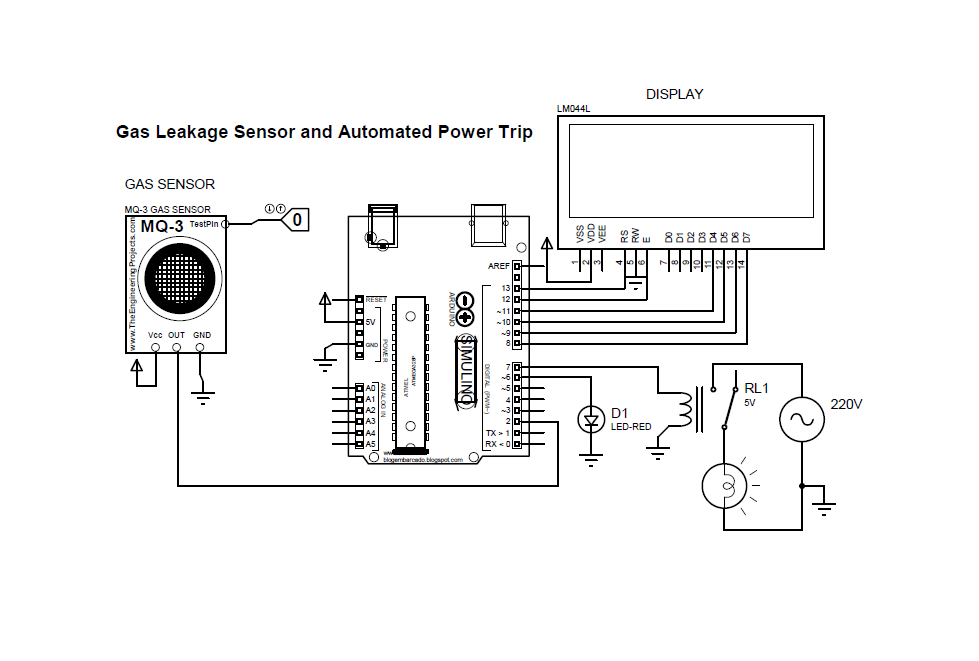 DISPLAY
LM044L
Gas Leakage Sensor and Automated Power Trip
GAS SENSOR
MQ-3 GAS SENSOR
MQ-3
TestPin
0
www.TheEngineeringProjects.com
Vcc OUT GND
VSS
VDD
VEE
RS
RW
E
D0
D1
D2
D3
D4
D5
D6
D7
1
2
3
4
5
6
7
8
9
10
11
12
13
14
RESET
5V
GND
POWER
A0
A1
A2
A3
A4
A5
ANALOG IN
ATMEL
ARDUINO
SIMULINO
AREF
13
12
~11
~10
~9
8
7
~6
~5
4
~3
2
TX > 1
RX < 0
DIGITAL (PWM~)
blogembarcado.blogspot.com
D1
LED-RED
RL1
5V
220V